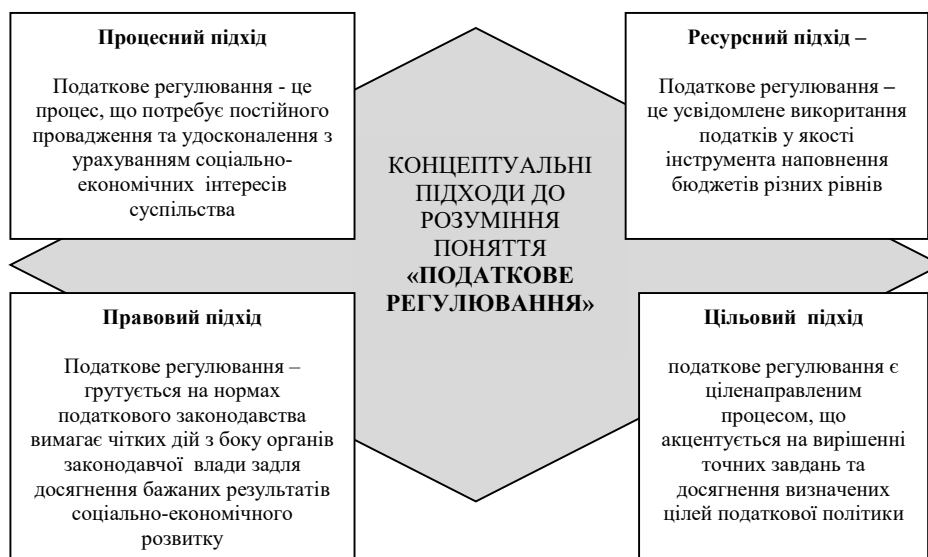 Процесний підхід
Податкове регулювання - це
процес, що потребує постійного
провадження та удосконалення з
урахуванням соціально-
економічних інтересів
суспільства
Ресурсний підхід –
Податкове регулювання –
це усвідомлене використання
податків у якості
інструмента наповнення
бюджетів різних рівнів
КОНЦЕПТУАЛЬНІ
ПІДХОДИ ДО
РОЗУМІННЯ
ПОНЯТТЯ
«ПОДАТКОВЕ
РЕГУЛЮВАННЯ»
Правовий підхід
Податкове регулювання –
грутується на нормах
податкового законодавства
вимагає чітких дій з боку органів
законодавчої влади задля
досягнення бажаних результатів
соціально-економічного
розвитку
Цільовий підхід
податкове регулювання є
ціленаправленим
процесом, що
акцентується на вирішенні
точних завдань та
досягнення визначених
цілей податкової політики